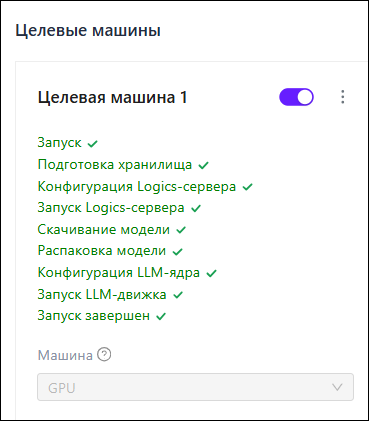 Целевые машины
Целевая машина 1
Запуск
Подготовка хранилища
Конфигурация Logics-сервера
Запуск Logics-сервера
Скачивание модели
Распаковка модели
Конфигурация LLM-ядра
Запуск LLM-движка
Запуск завершен
Машина
GPU